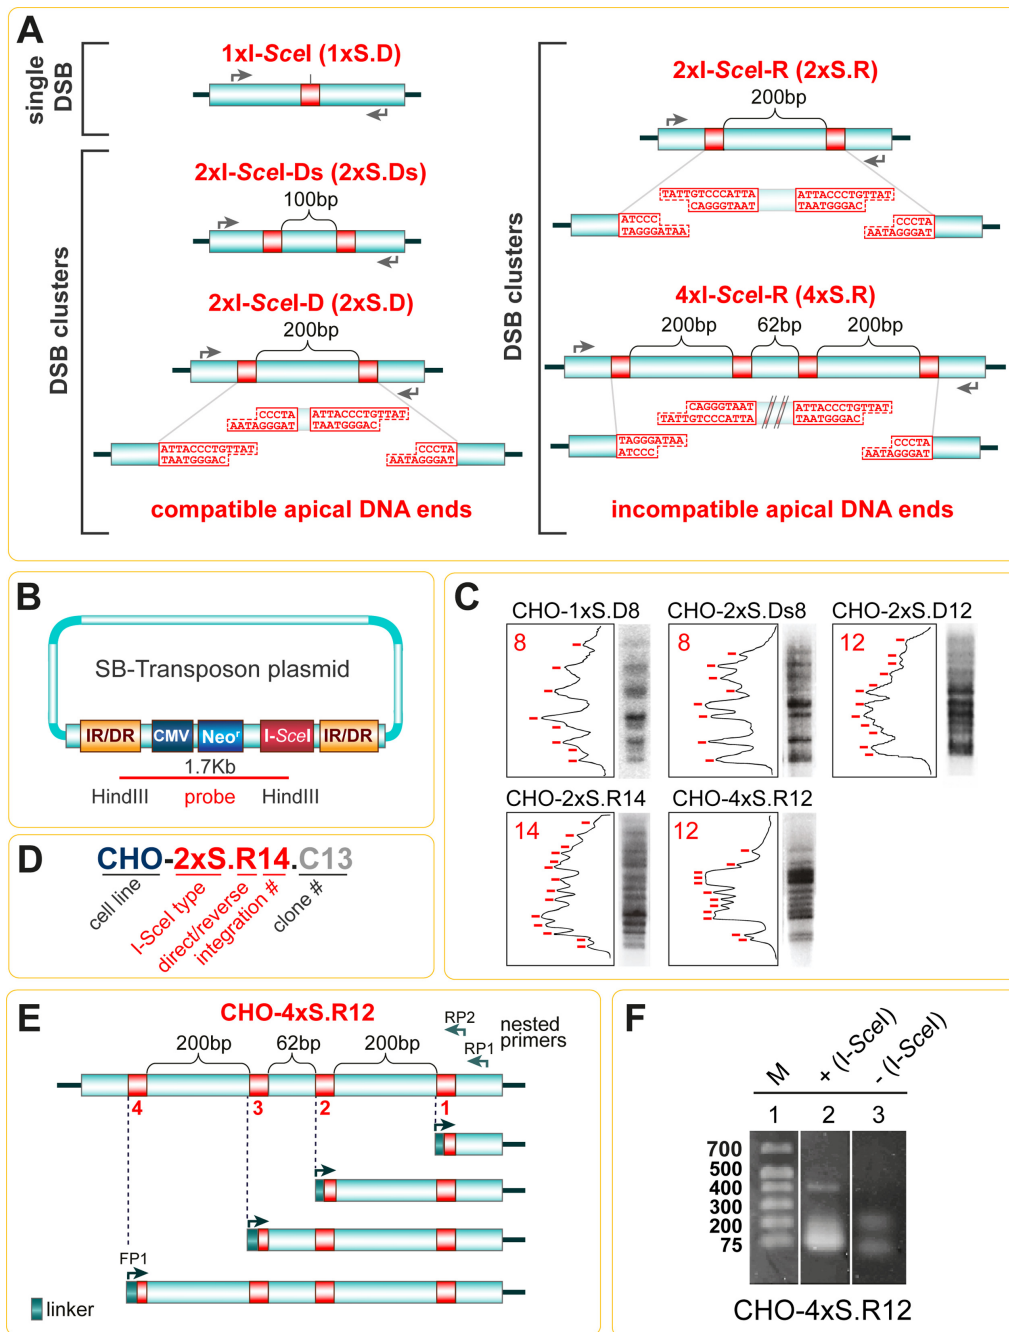 A
single DSB
1xI-SceI (1xS.D)
DSB clusters
2xI-SceI-Ds (2xS.Ds)
100bp
2xI-SceI-D (2xS.D)
200bp
CCCTA ATTACCCTGTTAT
AATAGGGAT TAATGGGAC
ATTACCCTGTTAT CCCTA
TAATGGGAC AATAGGGAT
compatible apical DNA ends
DSB clusters
2xI-SceI-R (2xS.R)
200bp
TATTGTCCCATTA ATTACCCTGTTAT
CAGGGTAAT TAATGGGAC
ATCCC CCCTA
TAGGGATAA AATAGGGAT
4xI-SceI-R (4xS.R)
200bp 62bp 200bp
CAGGGTAAT ATTACCCTGTTAT
TATTGTCCCATTA TAATGGGAC
TAGGGATAA CCCTA
ATCCC AATAGGGAT
incompatible apical DNA ends
B
SB-Transposon plasmid
IR/DR CMV Neoʳ I-SceI IR/DR
1.7Kb
HindIII probe HindIII
C
CHO-1xS.D8 CHO-2xS.Ds8 CHO-2xS.D12
8 8 12
CHO-2xS.R14 CHO-4xS.R12
14 12
D
CHO-2xS.R14.C13
cell line
I-SceI type
direct/reverse
integration #
clone #
E
CHO-4xS.R12
RP2 nested primers
RP1
200bp 62bp 200bp
4 3 2 1
FP1
linker
F
M + (I-SceI) - (I-SceI)
1 2 3
700
500
400
300
200
75
CHO-4xS.R12